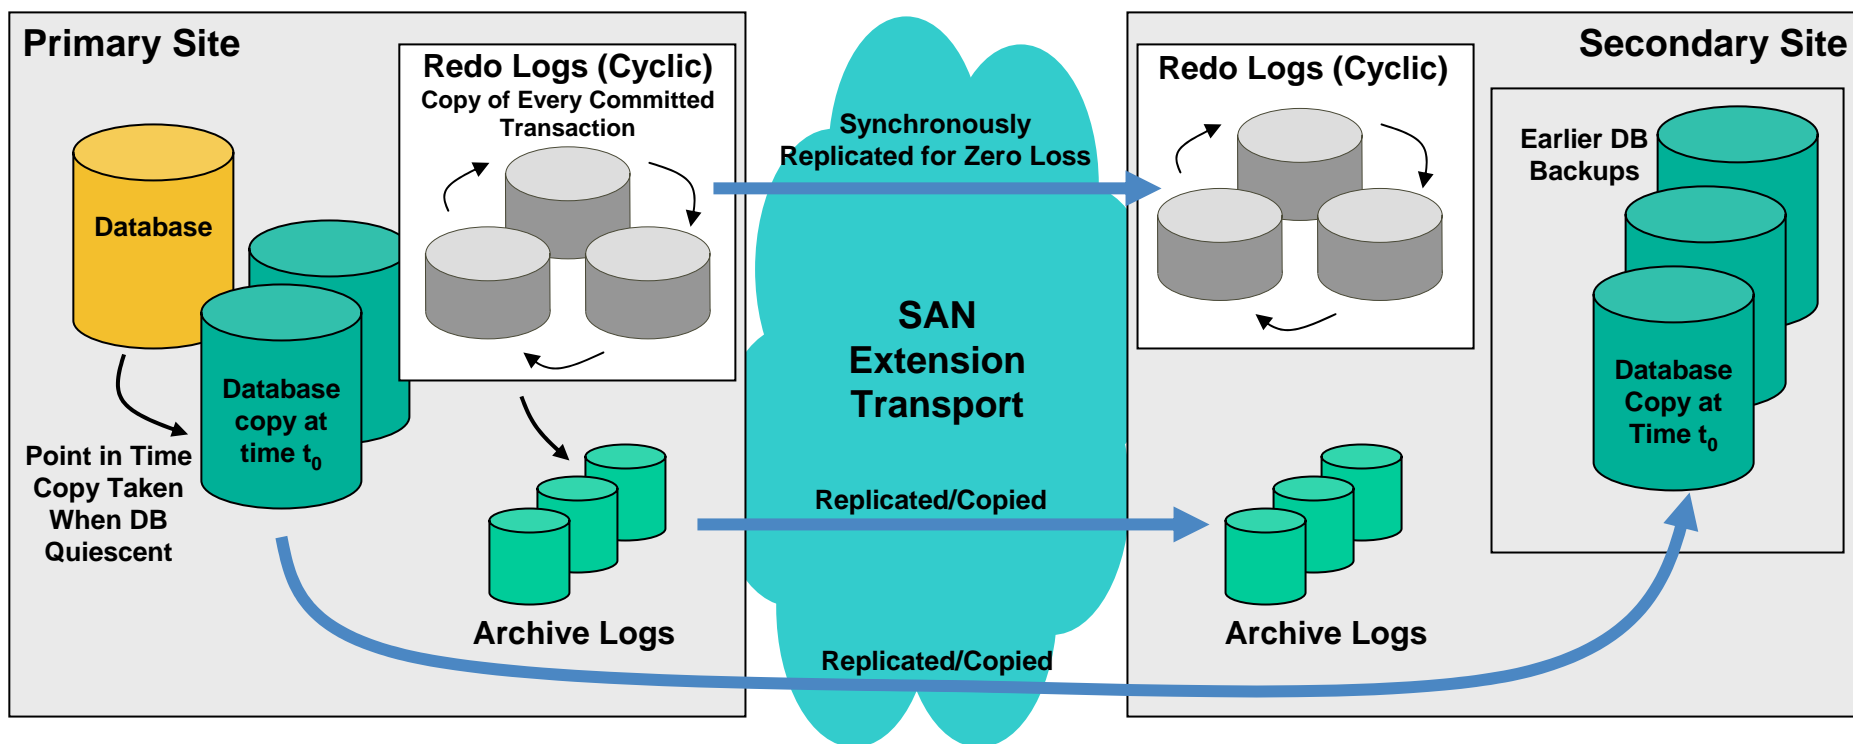 Primary Site
Redo Logs (Cyclic)
Copy of Every Committed
Transaction
Database
Database
copy at
time t0
Point in Time
Copy Taken
When DB
Quiescent
Archive Logs
Synchronously
Replicated for Zero Loss
SAN
Extension
Transport
Replicated/Copied
Replicated/Copied
Secondary Site
Redo Logs (Cyclic)
Earlier DB
Backups
Database
Copy at
Time t0
Archive Logs